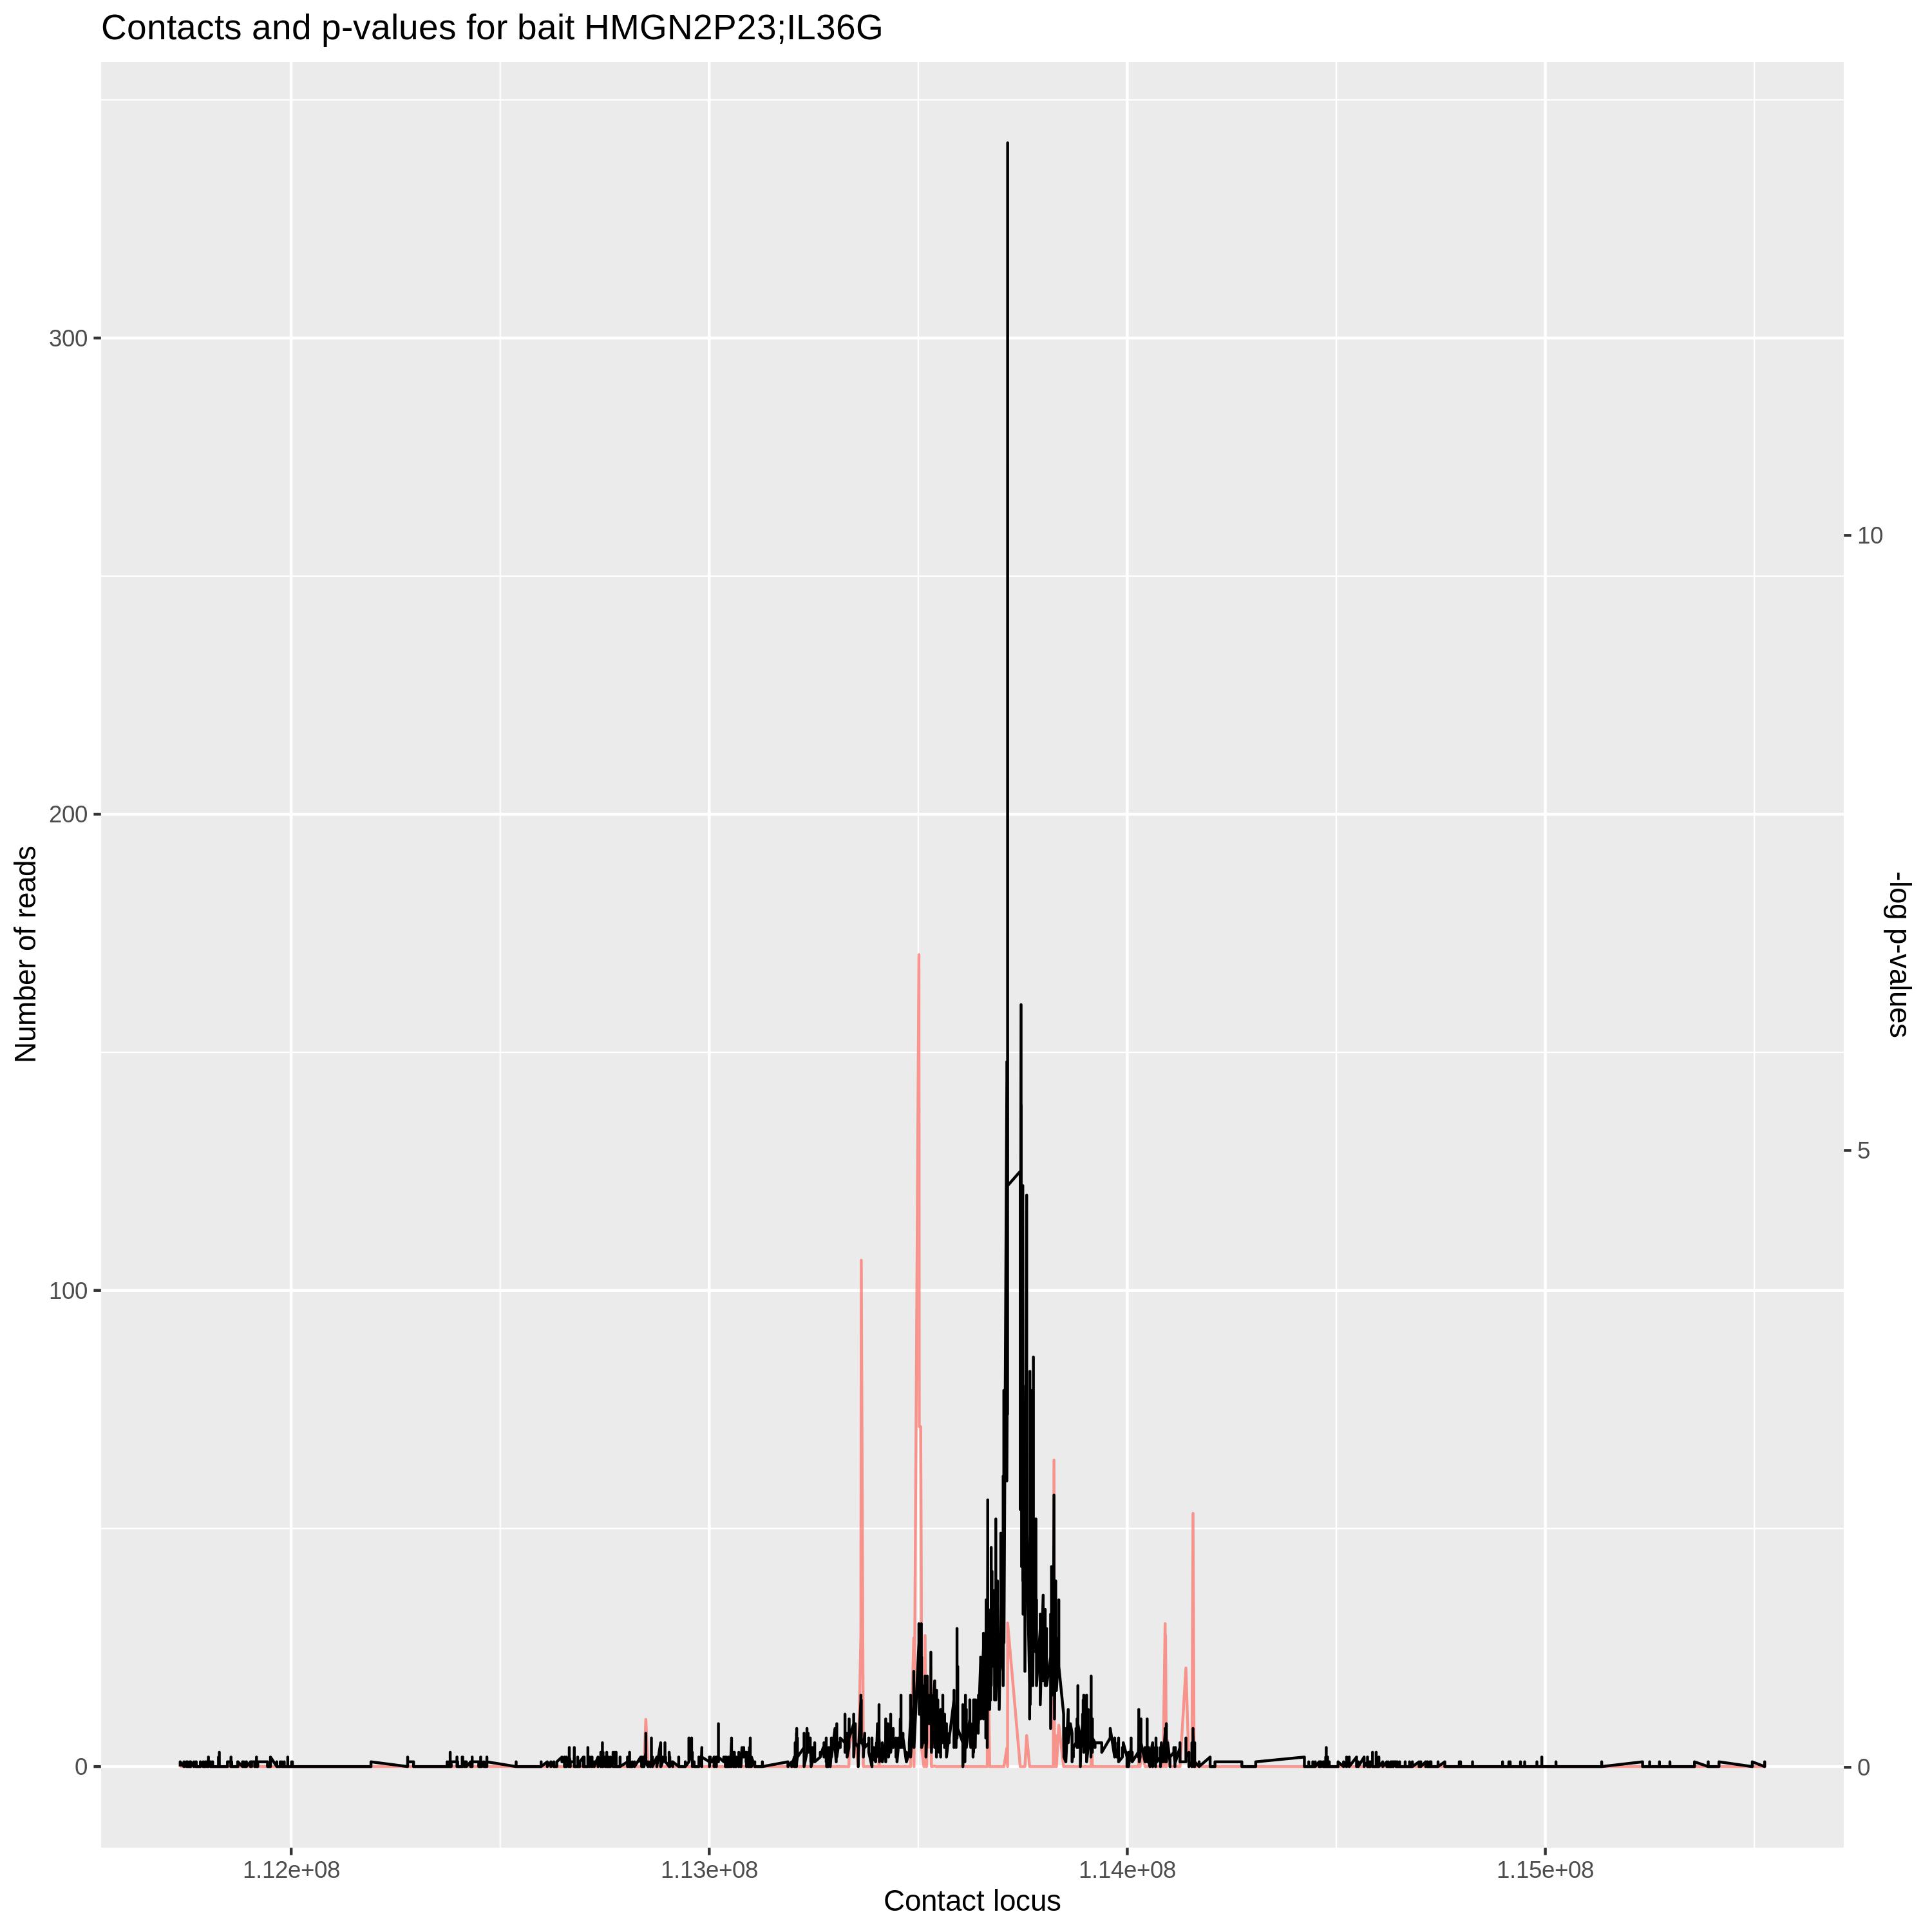 Contacts and p-values for bait HMGN2P23;IL36G
300
200
100
0
Number of reads
10
5
0
-log p-values
1.12e+08
1.13e+08
1.14e+08
1.15e+08
Contact locus